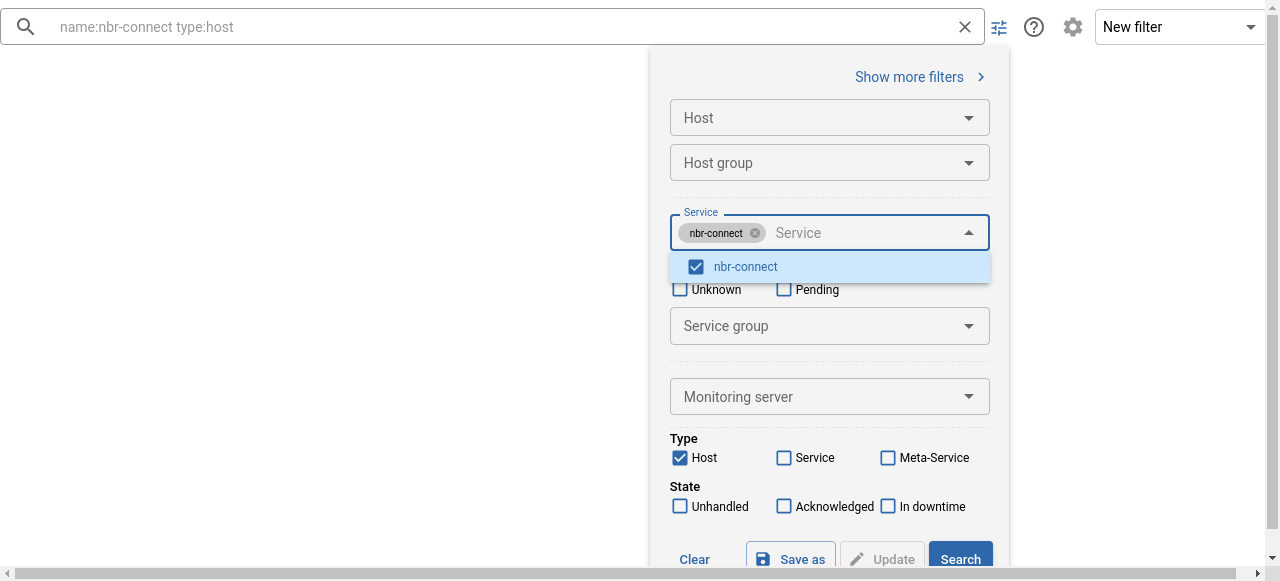 name:nbr-connect type:host
New filter
Show more filters
Host
Host group
Service
nbr-connect Service
nbr-connect
Unknown Pending
Service group
Monitoring server
Type
Host Service Meta-Service
State
Unhandled Acknowledged In downtime
Clear Save as Update Search